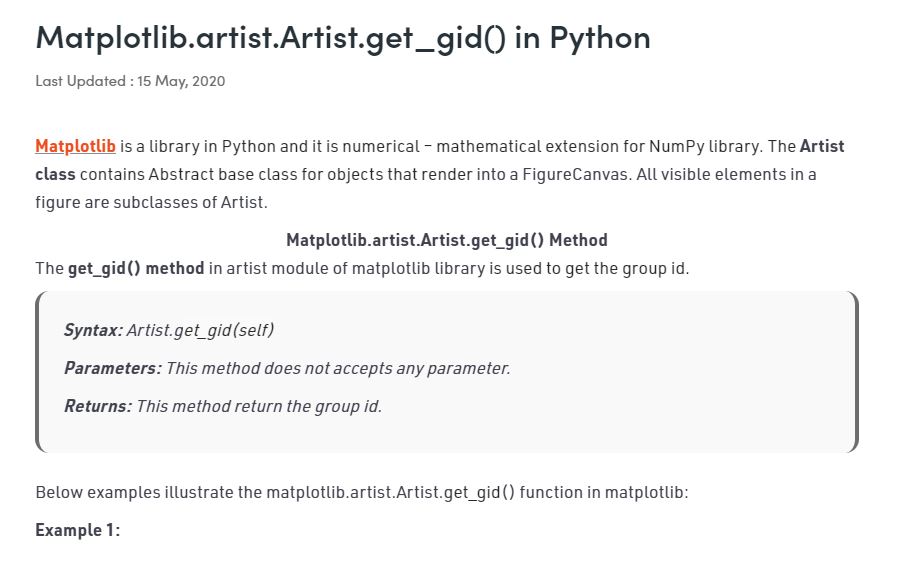 Matplotlib.artist.Artist.get_gid() in Python
Last Updated : 15 May, 2020
Matplotlib is a library in Python and it is numerical – mathematical extension for NumPy library. The Artist
class contains Abstract base class for objects that render into a FigureCanvas. All visible elements in a
figure are subclasses of Artist.
Matplotlib.artist.Artist.get_gid() Method
The get_gid() method in artist module of matplotlib library is used to get the group id.
Syntax: Artist.get_gid(self)
Parameters: This method does not accepts any parameter.
Returns: This method return the group id.
Below examples illustrate the matplotlib.artist.Artist.get_gid() function in matplotlib:
Example 1: